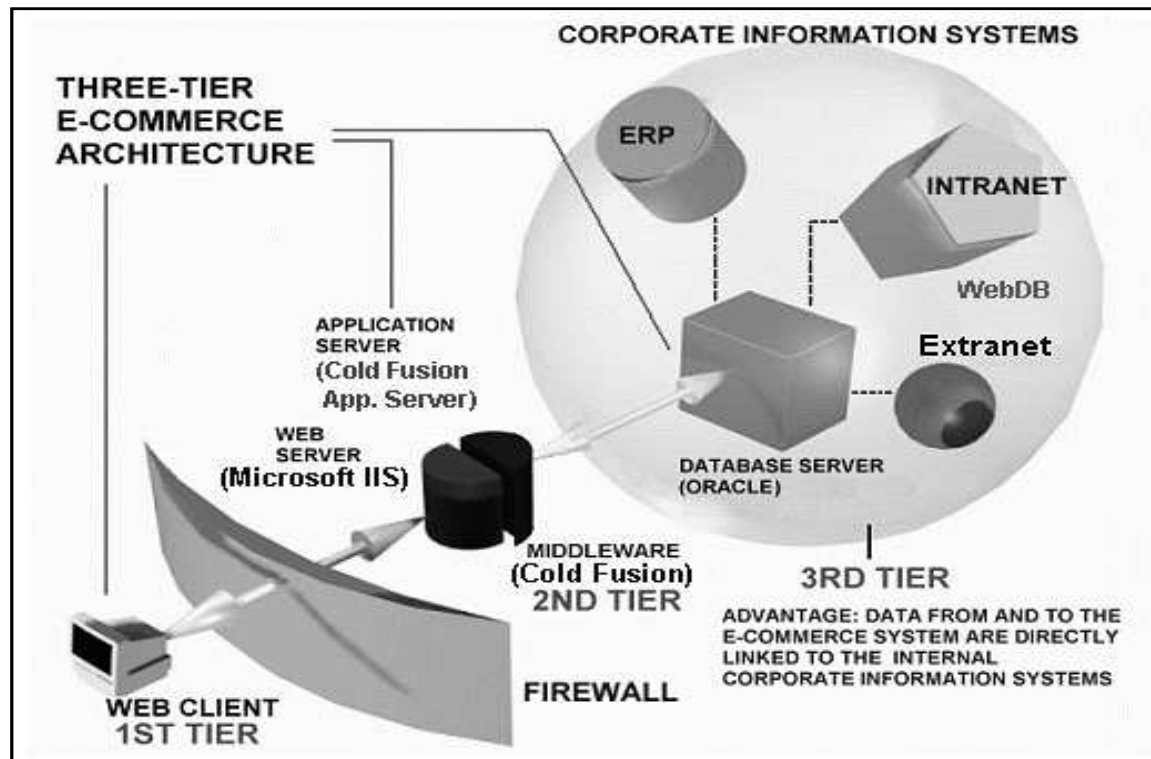 CORPORATE INFORMATION SYSTEMS
THREE-TIER
E-COMMERCE
ARCHITECTURE
ERP
INTRANET
WebDB
Extranet
APPLICATION
SERVER
(Cold Fusion
App. Server)
WEB
SERVER
(Microsoft IIS)
DATABASE SERVER
(ORACLE)
MIDDLEWARE
(Cold Fusion)
2ND TIER
3RD TIER
ADVANTAGE: DATA FROM AND TO THE
E-COMMERCE SYSTEM ARE DIRECTLY
LINKED TO THE INTERNAL
CORPORATE INFORMATION SYSTEMS
FIREWALL
WEB CLIENT
1ST TIER